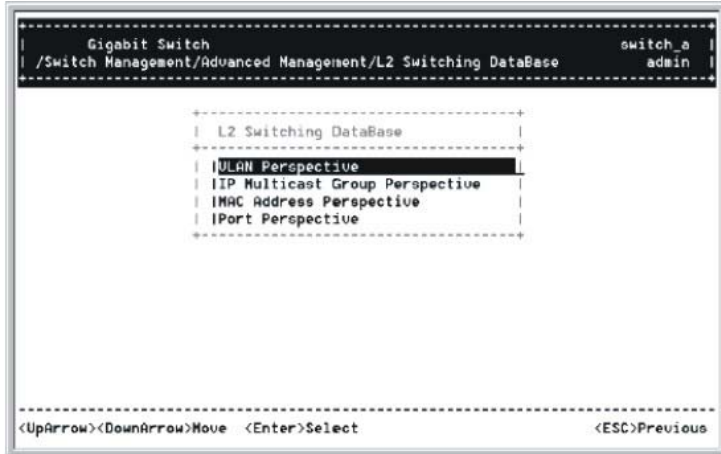 Gigabit Switch switch_a
/Switch Management/Advanced Management/L2 Switching DataBase admin
L2 Switching DataBase
VLAN Perspective
IP Multicast Group Perspective
MAC Address Perspective
Port Perspective
<UpArrow><DownArrow>Move <Enter>Select <ESC>Previous